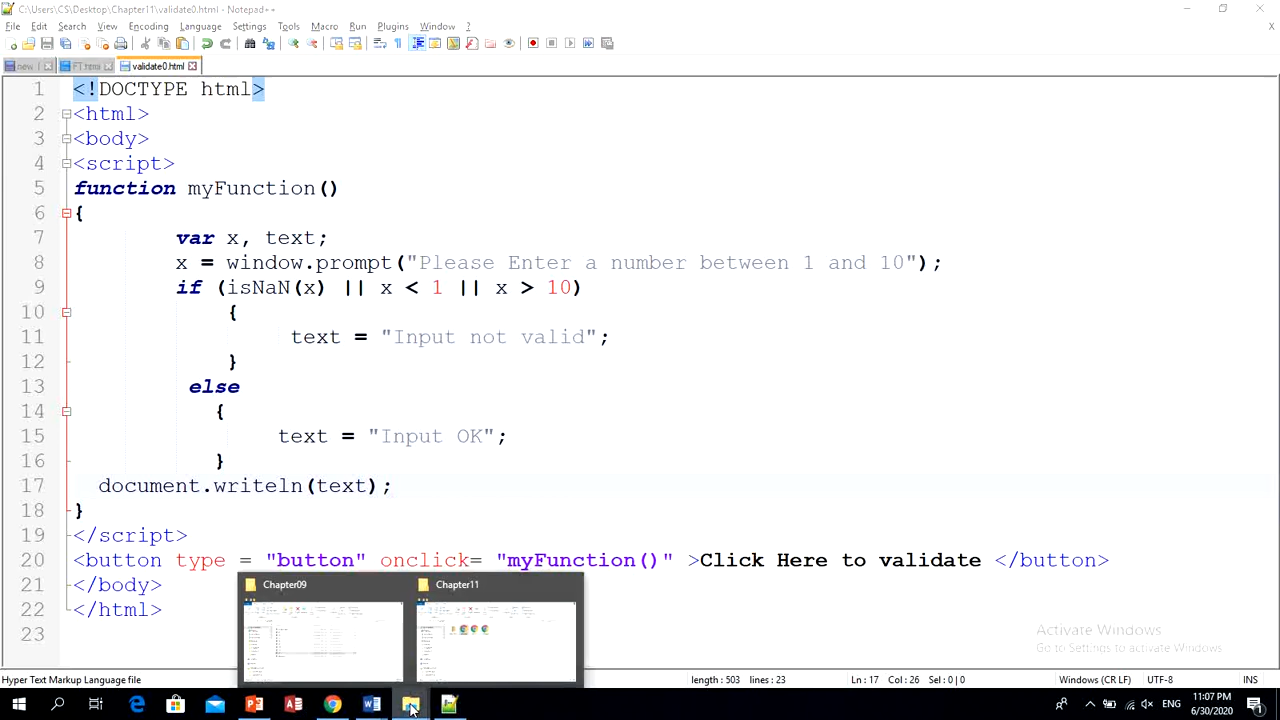 C:\Users\CS\Desktop\Chapter11\validate0.html - Notepad++
File Edit Search View Encoding Language Settings Tools Macro Run Plugins Window ?
X
new FT.html validate0.html
1 <!DOCTYPE html>
2 <html>
3 <body>
4 <script>
5 function myFunction()
6 {
7 var x, text;
8 x = window.prompt("Please Enter a number between 1 and 10");
9 if (isNaN(x) || x < 1 || x > 10)
10 {
11 text = "Input not valid";
12 }
13 else
14 {
15 text = "Input OK";
16 }
17 document.writeln(text);
18 }
19 </script>
20 <button type = "button" onclick= "myFunction()" >Click Here to validate </button>
21 </body>
22 </html>
23
Chapter09 Chapter11
Activate Windows
Go to Settings to activate Windows.
Hyper Text Markup Language file length : 503 lines : 23 Ln : 17 Col : 26 Sel : 0 | 0 UTF-8 INS
ENG
11:07 PM
6/30/2020
1